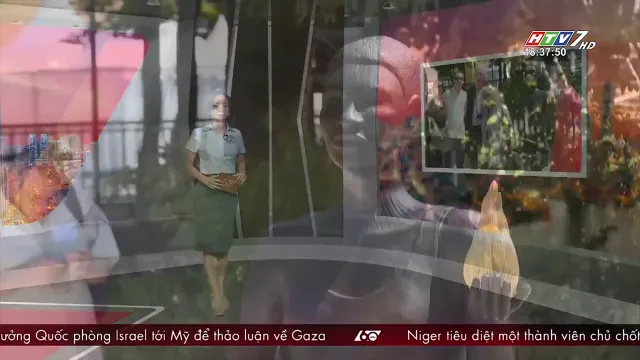 HTV7 HD
18:37:50
ưởng Quốc phòng Israel tới Mỹ để thảo luận về Gaza 60 Niger tiêu diệt một thành viên chủ chốt